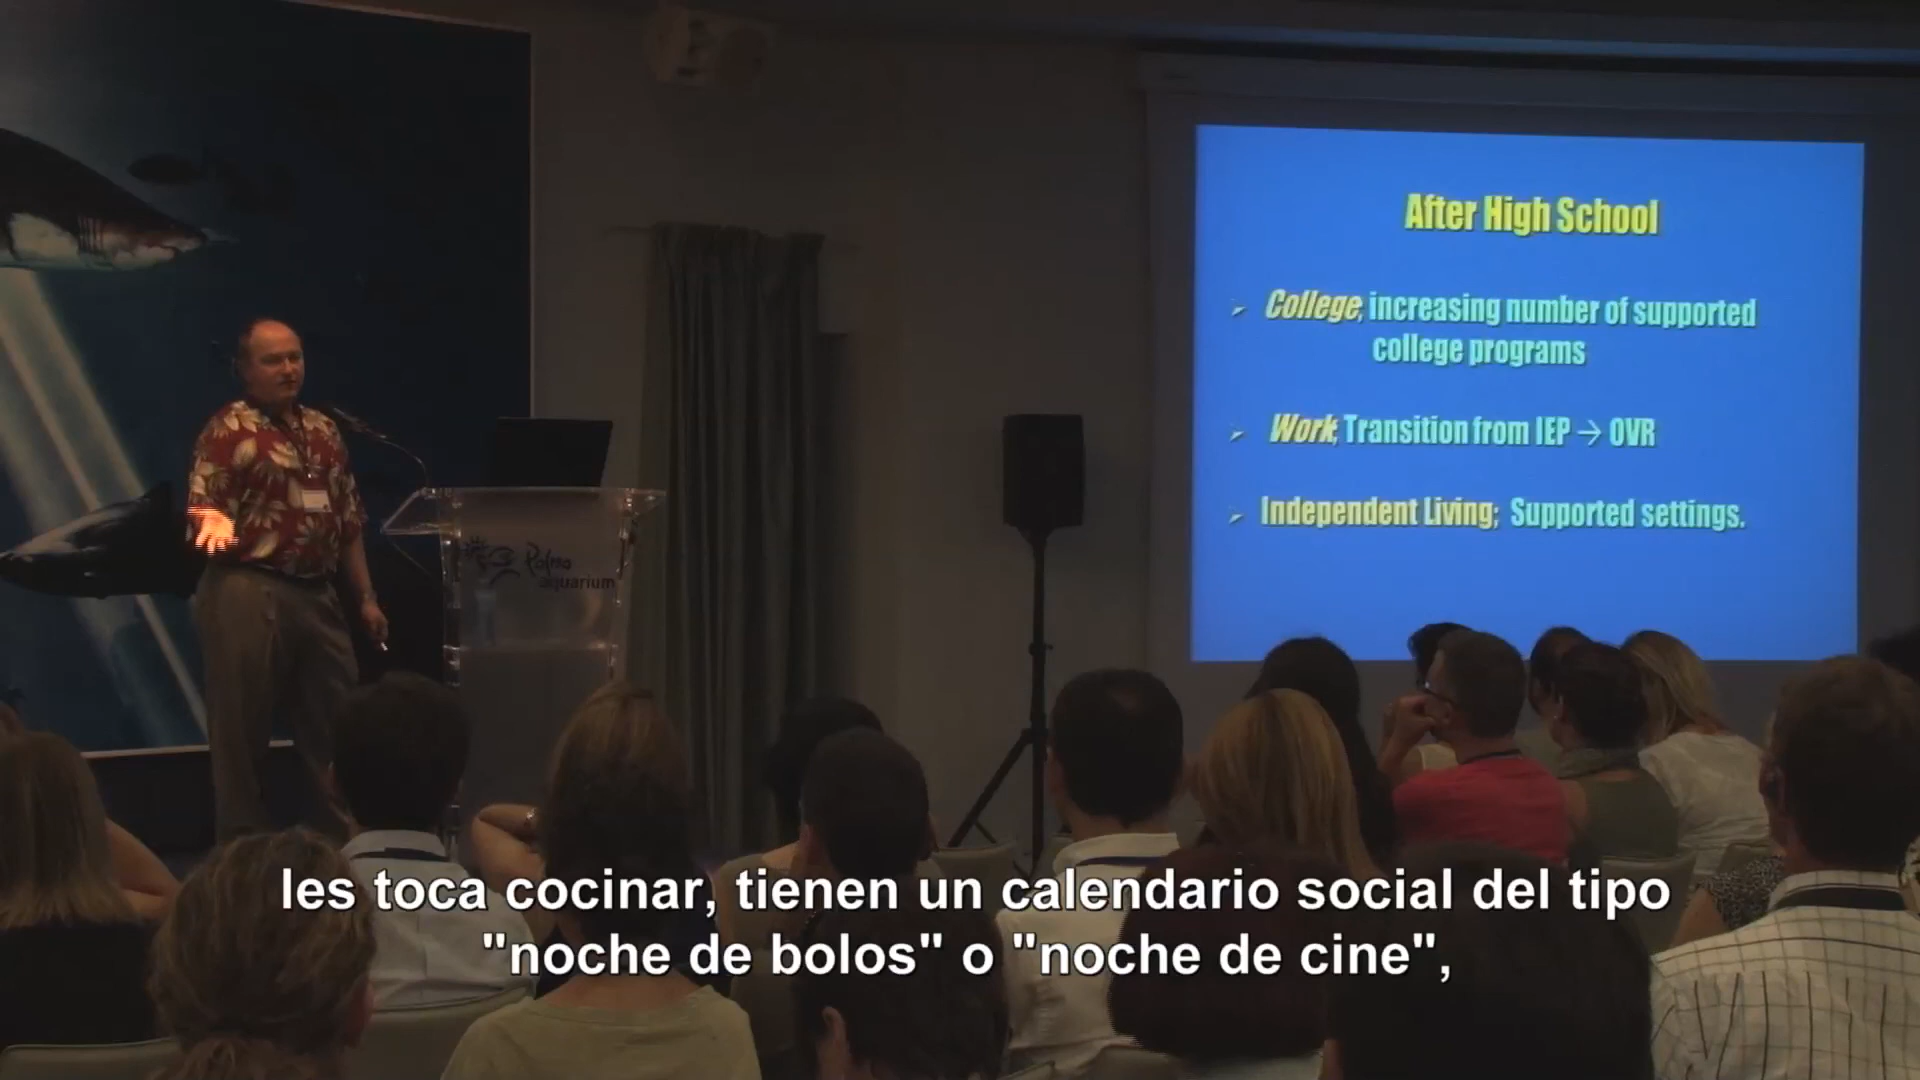 After High School
➢ College; increasing number of supported
college programs
➢ Work; Transition from IEP → OVR
➢ Independent Living; Supported settings.
Palma
aquarium
les toca cocinar, tienen un calendario social del tipo
"noche de bolos" o "noche de cine",